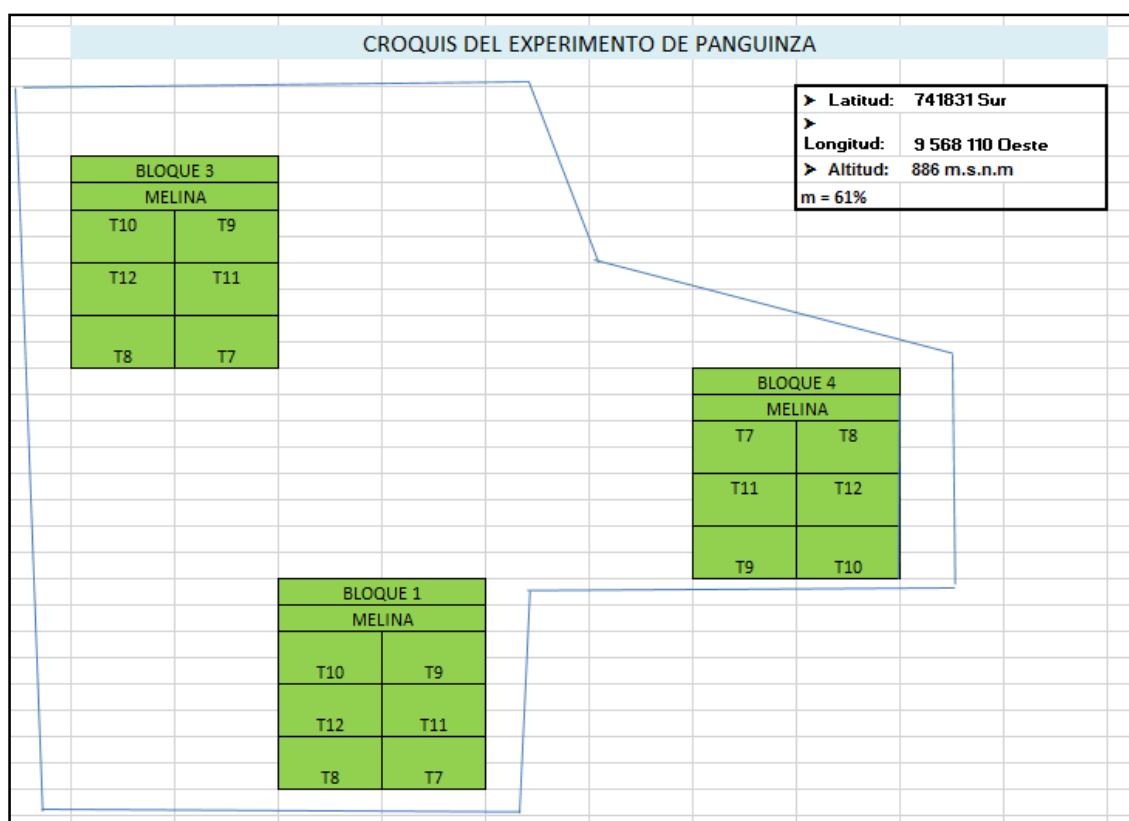 CROQUIS DEL EXPERIMENTO DE PANGUINZA
➤ Latitud: 741831 Sur
➤
Longitud: 9 568 110 Oeste
➤ Altitud: 886 m.s.n.m
m = 61%
BLOQUE 3
MELINA
T10 T9
T12 T11
T8 T7
BLOQUE 4
MELINA
T7 T8
T11 T12
T9 T10
BLOQUE 1
MELINA
T10 T9
T12 T11
T8 T7